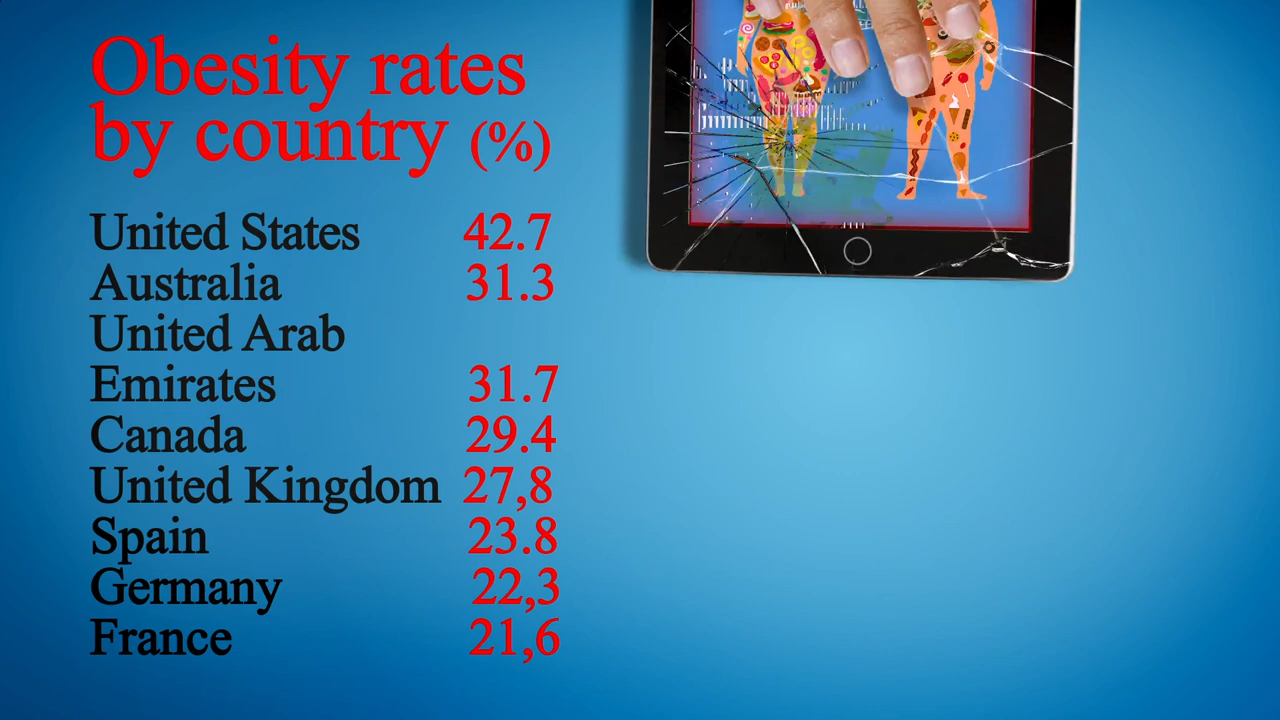 Obesity rates
by country (%)
United States 42.7
Australia 31.3
United Arab
Emirates 31.7
Canada 29.4
United Kingdom 27,8
Spain 23.8
Germany 22,3
France 21,6